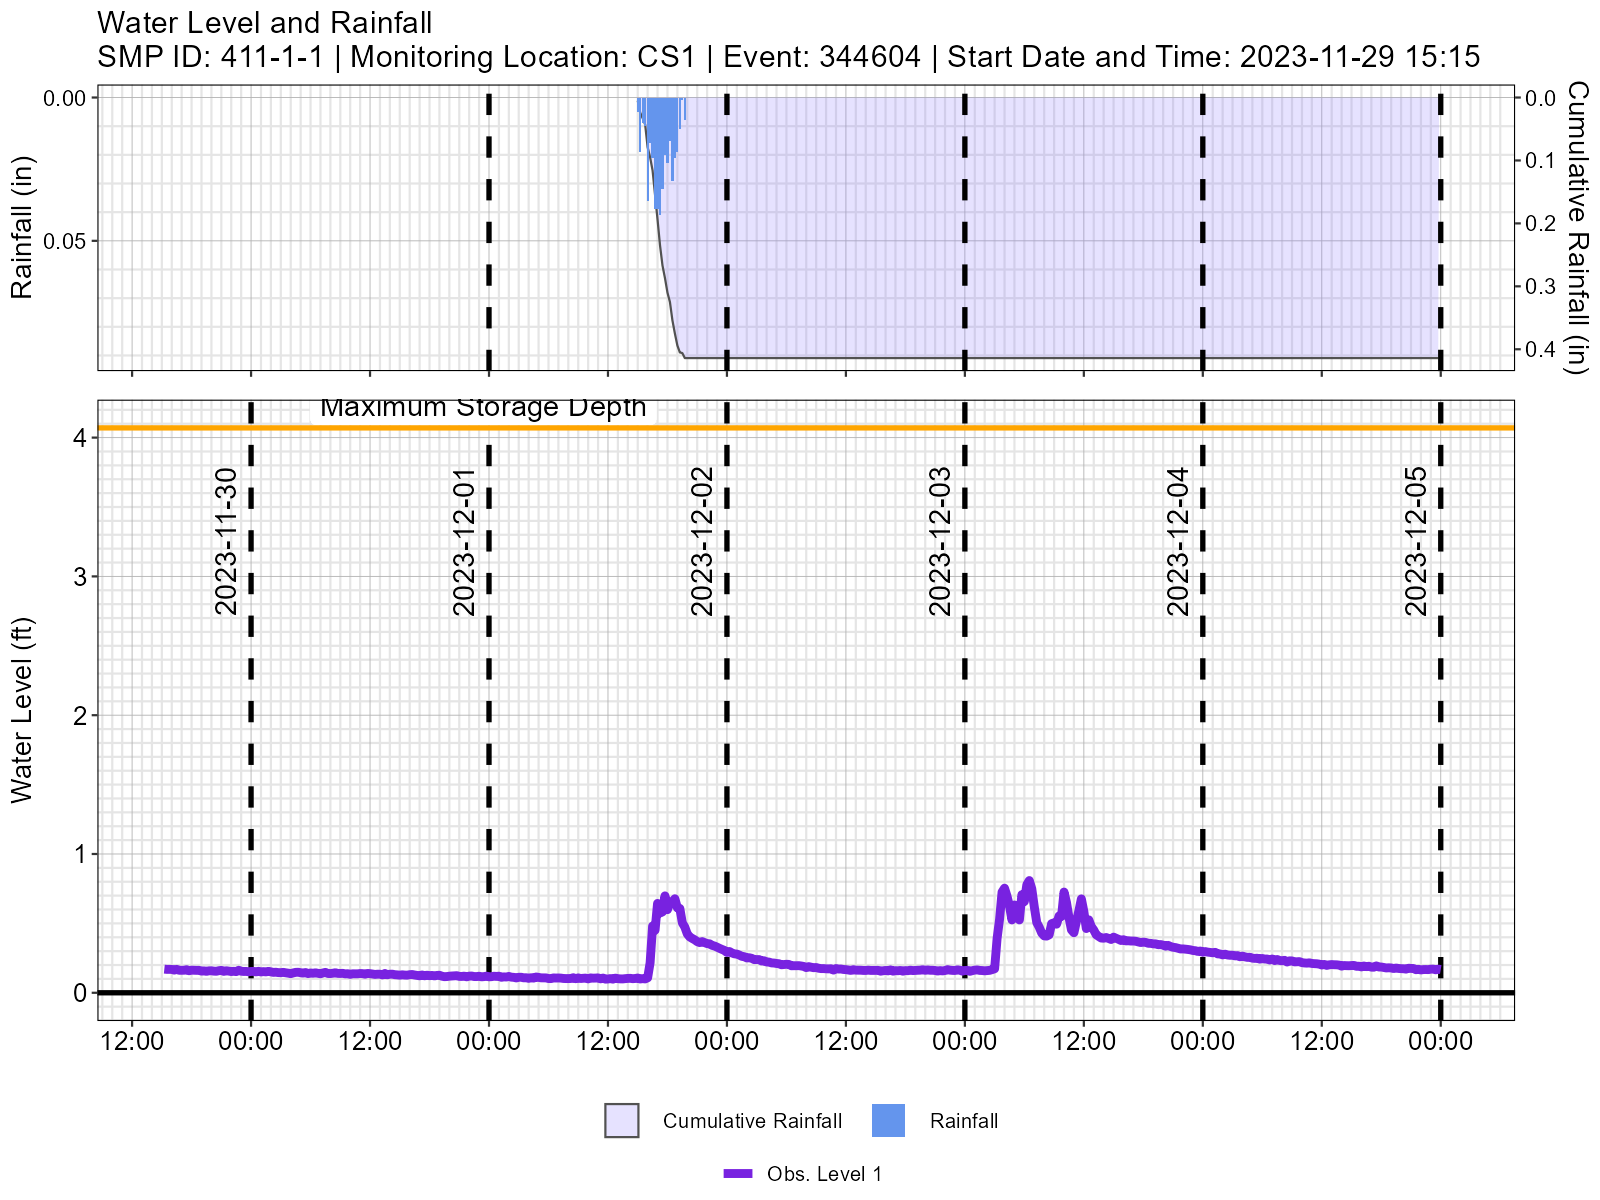 Water Level and Rainfall
SMP ID: 411-1-1 | Monitoring Location: CS1 | Event: 344604 | Start Date and Time: 2023-11-29 15:15
Rainfall (in)
0.00
0.05
0.0
0.1
0.2
0.3
0.4
Cumulative Rainfall (in)
Maximum Storage Depth
Water Level (ft)
4
3
2
1
0
2023-11-30
2023-12-01
2023-12-02
2023-12-03
2023-12-04
2023-12-05
12:00 00:00 12:00 00:00 12:00 00:00 12:00 00:00 12:00 00:00 12:00 00:00
Cumulative Rainfall
Rainfall
Obs. Level 1